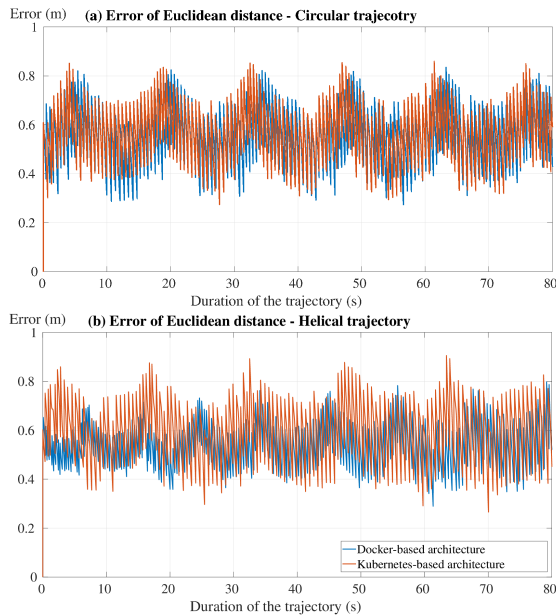 Error (m) (a) Error of Euclidean distance - Circular trajecotry
1
0.8
0.6
0.4
0.2
0
0 10 20 30 40 50 60 70 80
Duration of the trajectory (s)
Error (m) (b) Error of Euclidean distance - Helical trajectory
1
0.8
0.6
0.4
0.2
0
Docker-based architecture
Kubernetes-based architecture
0 10 20 30 40 50 60 70 80
Duration of the trajectory (s)